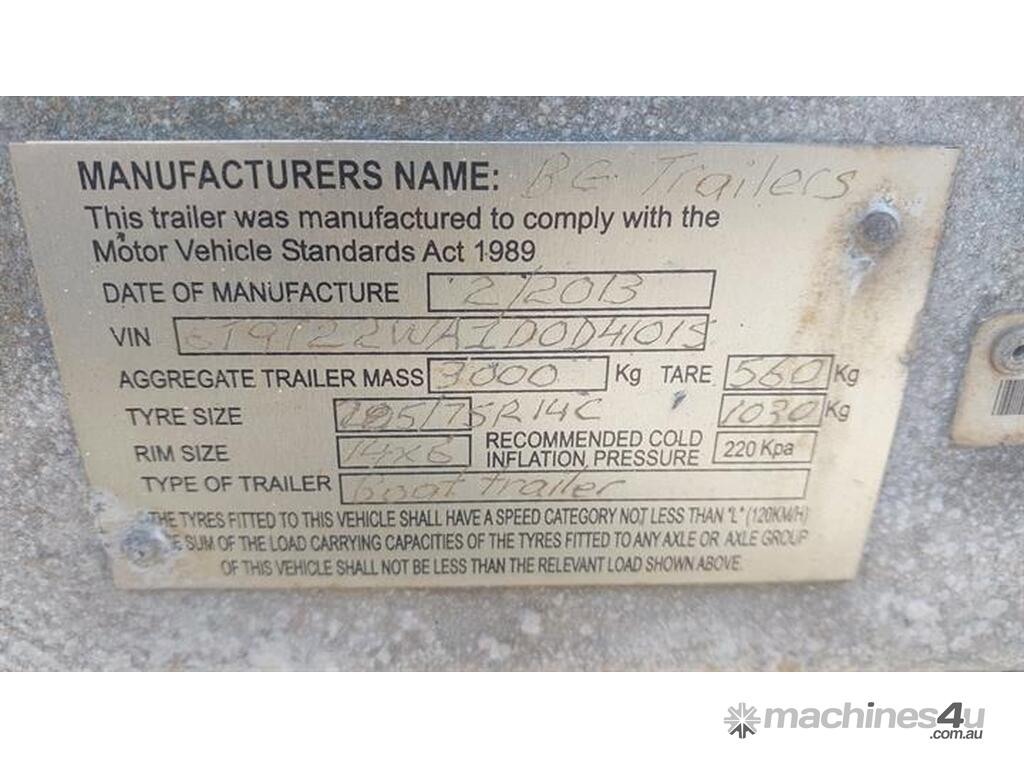 MANUFACTURERS NAME: BG Trailers
This trailer was manufactured to comply with the
Motor Vehicle Standards Act 1989
DATE OF MANUFACTURE 2/2013
VIN 6T9T22WA1D0D41015
AGGREGATE TRAILER MASS 3000 Kg TARE 560 Kg
TYRE SIZE 195/75R14C 1030 Kg
RIM SIZE 14x6 RECOMMENDED COLD INFLATION PRESSURE 220 Kpa
TYPE OF TRAILER boat trailer
THE TYRES FITTED TO THIS VEHICLE SHALL HAVE A SPEED CATEGORY NOT LESS THAN "L" (120KM/H)
SUM OF THE LOAD CARRYING CAPACITIES OF THE TYRES FITTED TO ANY AXLE OR AXLE GROUP
OF THIS VEHICLE SHALL NOT BE LESS THAN THE RELEVANT LOAD SHOWN ABOVE.
machines4u
.com.au